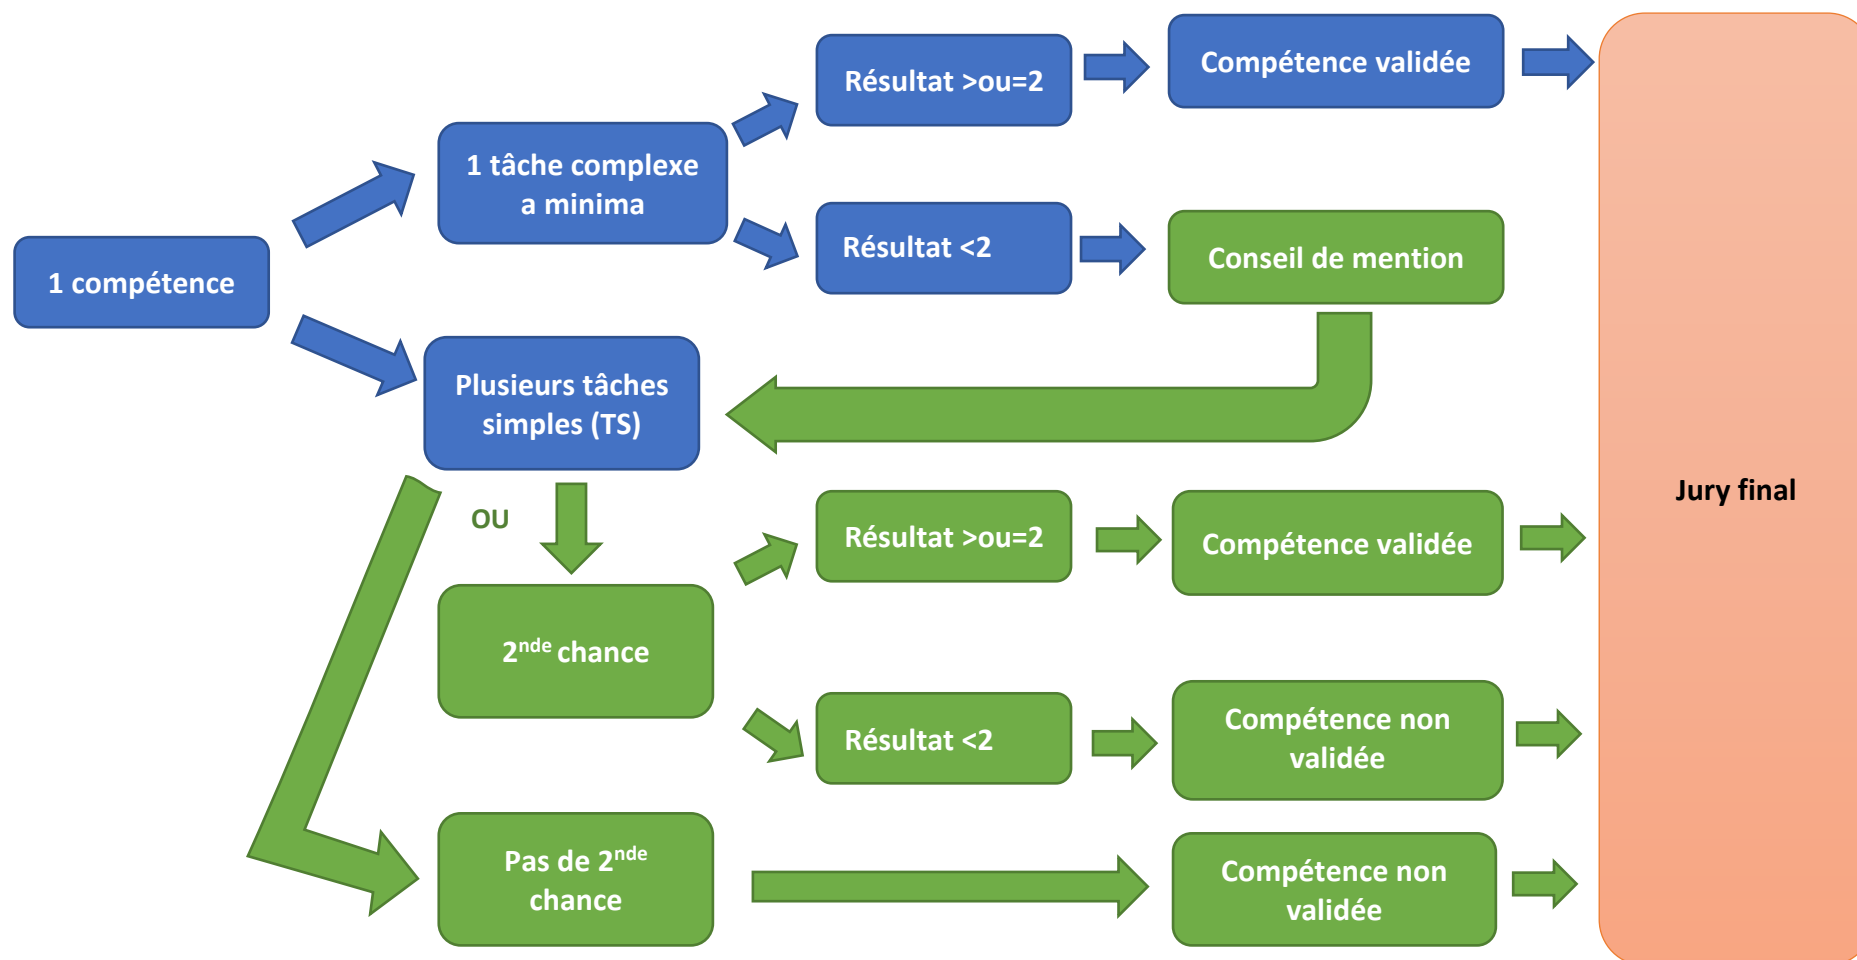 1 compétence
1 tâche complexe
a minima
Résultat >ou=2
Compétence validée
Résultat <2
Conseil de mention
Plusieurs tâches
simples (TS)
OU
2nde chance
Résultat >ou=2
Compétence validée
Résultat <2
Compétence non
validée
Pas de 2nde
chance
Compétence non
validée
Jury final